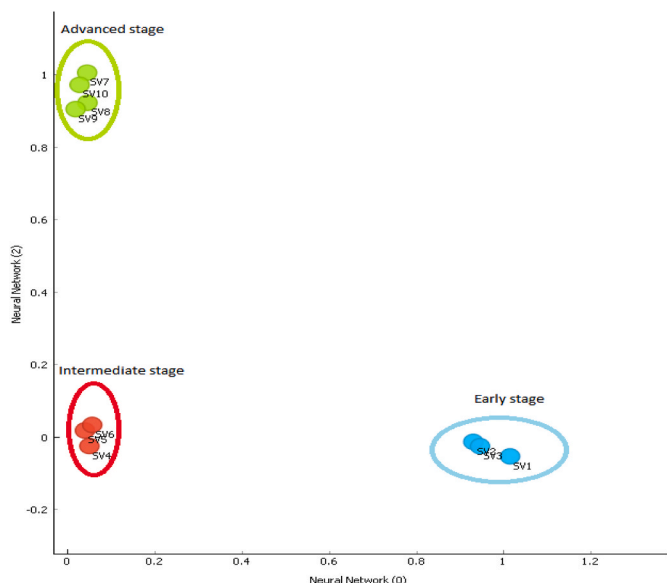 Advanced stage
1
SV7
SV10
SV8
SV9
0.8
0.6
Neural Network (2)
0.4
0.2
Intermediate stage
Early stage
SV6
SV5
SV4
0
SV2
SV3
SV1
-0.2
0
0.2
0.4
0.6
0.8
1
1.2
Neural Network (0)